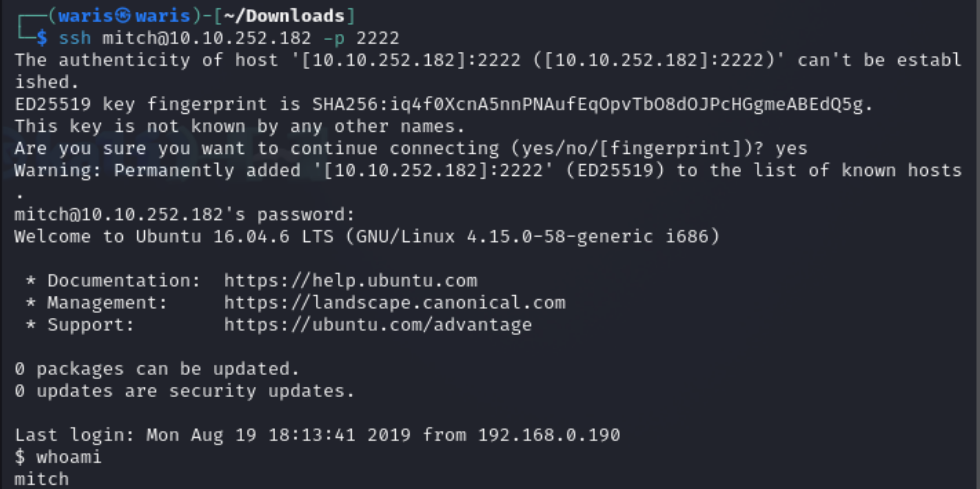 ┌──(waris㉿waris)-[~/Downloads]
└─$ ssh mitch@10.10.252.182 -p 2222
The authenticity of host '[10.10.252.182]:2222 ([10.10.252.182]:2222)' can't be establ
ished.
ED25519 key fingerprint is SHA256:iq4f0XcnA5nnPNAufEqOpvTbO8dOJPcHGgmeABEdQ5g.
This key is not known by any other names.
Are you sure you want to continue connecting (yes/no/[fingerprint])? yes
Warning: Permanently added '[10.10.252.182]:2222' (ED25519) to the list of known hosts
.
mitch@10.10.252.182's password:
Welcome to Ubuntu 16.04.6 LTS (GNU/Linux 4.15.0-58-generic i686)

 * Documentation:  https://help.ubuntu.com
 * Management:     https://landscape.canonical.com
 * Support:        https://ubuntu.com/advantage

0 packages can be updated.
0 updates are security updates.

Last login: Mon Aug 19 18:13:41 2019 from 192.168.0.190
$ whoami
mitch